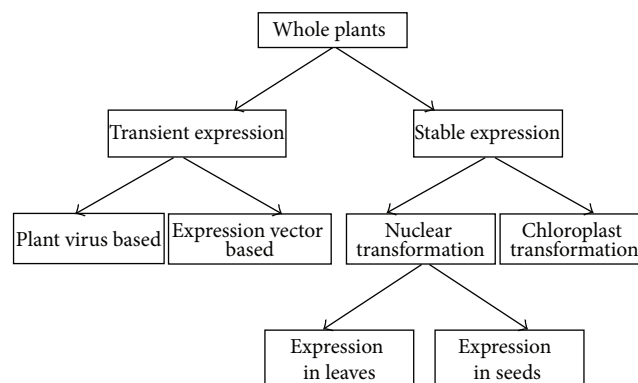 Whole plants
Transient expression
Stable expression
Plant virus based
Expression vector
based
Nuclear
transformation
Chloroplast
transformation
Expression
in leaves
Expression
in seeds